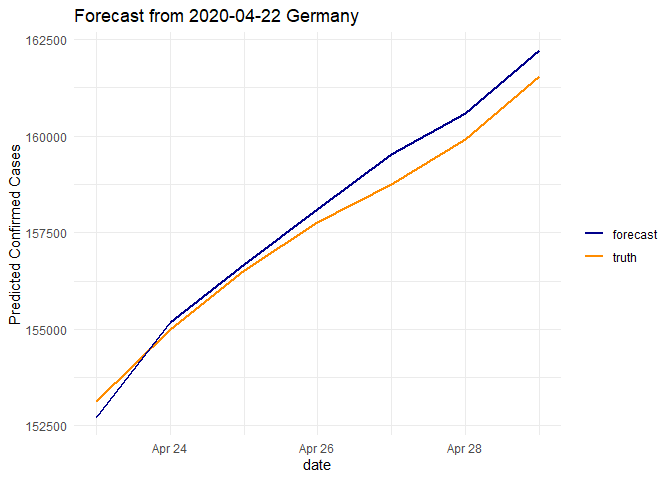 Forecast from 2020-04-22 Germany
Predicted Confirmed Cases
162500
160000
157500
155000
152500
Apr 24
Apr 26
Apr 28
date
forecast
truth